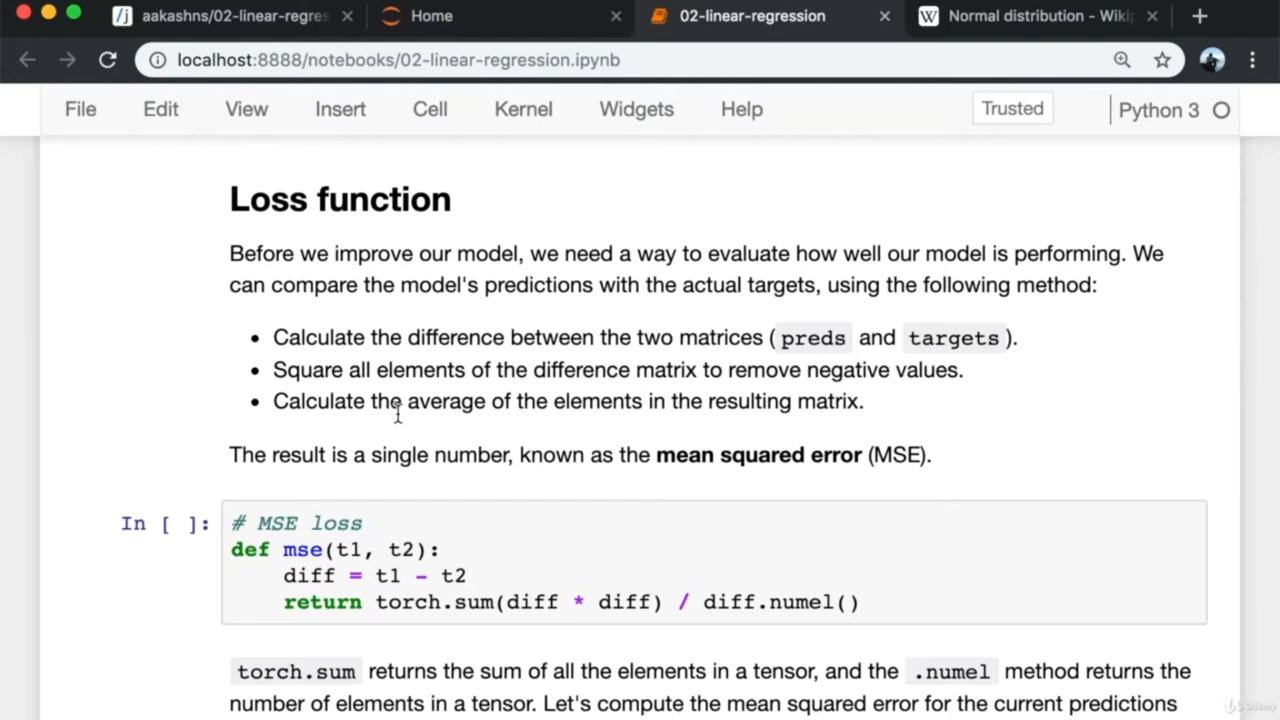 aakashns/02-linear-regres
Home
02-linear-regression
Normal distribution - Wiki
localhost:8888/notebooks/02-linear-regression.ipynb
File Edit View Insert Cell Kernel Widgets Help Trusted Python 3
Loss function
Before we improve our model, we need a way to evaluate how well our model is performing. We
can compare the model's predictions with the actual targets, using the following method:
• Calculate the difference between the two matrices ( preds and targets ).
• Square all elements of the difference matrix to remove negative values.
• Calculate the average of the elements in the resulting matrix.
The result is a single number, known as the mean squared error (MSE).
In [ ]: # MSE loss
def mse(t1, t2):
    diff = t1 - t2
    return torch.sum(diff * diff) / diff.numel()
torch.sum returns the sum of all the elements in a tensor, and the .numel method returns the
number of elements in a tensor. Let's compute the mean squared error for the current predictions
Udemy